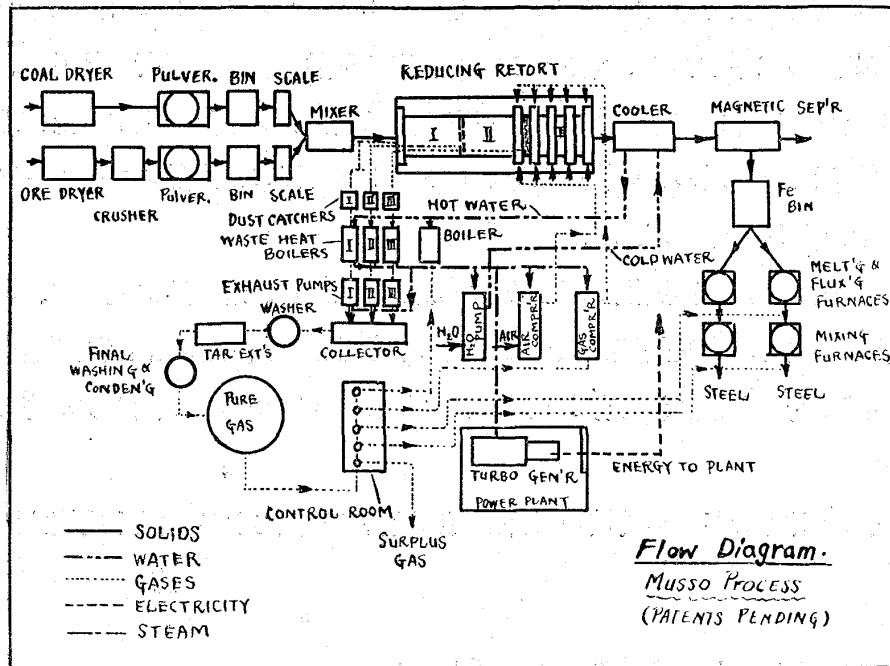 COAL DRYER
PULVER.
BIN
SCALE
MIXER
REDUCING RETORT
COOLER
MAGNETIC SEP'R
I
II
III
ORE DRYER
CRUSHER
PULVER.
BIN
SCALE
I
II
III
DUST CATCHERS
HOT WATER
Fe
BIN
WASTE HEAT
BOILERS
I
II
III
BOILER
COLD WATER
MELT'G &
FLUX'G
FURNACES
EXHAUST PUMPS
I
II
III
WASHER
H2O
H2O PUMP
AIR
AIR COMPR'R
GAS COMPR'R
TAR EXT'S
COLLECTOR
MIXING
FURNACES
FINAL
WASHING &
CONDEN'G
PURE
GAS
STEEL
STEEL
TURBO GEN'R
POWER PLANT
ENERGY TO PLANT
CONTROL ROOM
SURPLUS
GAS
SOLIDS
WATER
GASES
ELECTRICITY
STEAM
Flow Diagram.
MUSSO PROCESS
(PATENTS PENDING)